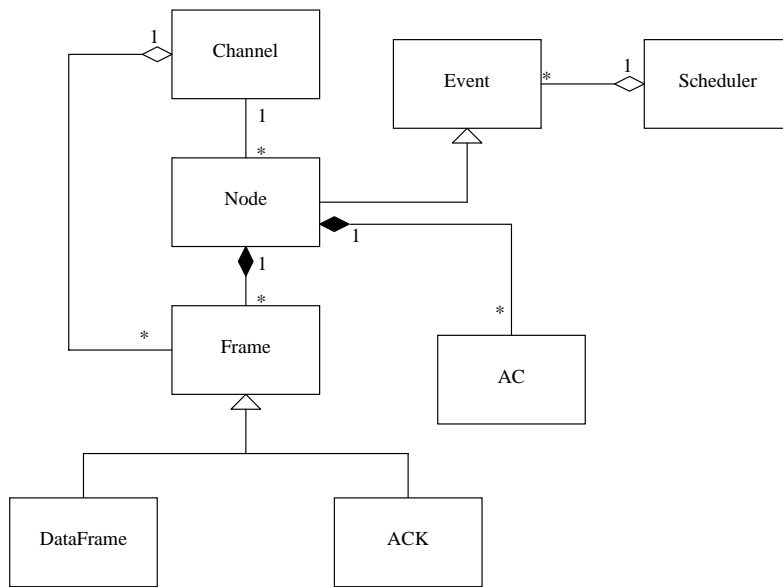 1
Channel
Event
1
Scheduler
*
1
*
Node
1
1
*
*
*
Frame
AC
DataFrame
ACK